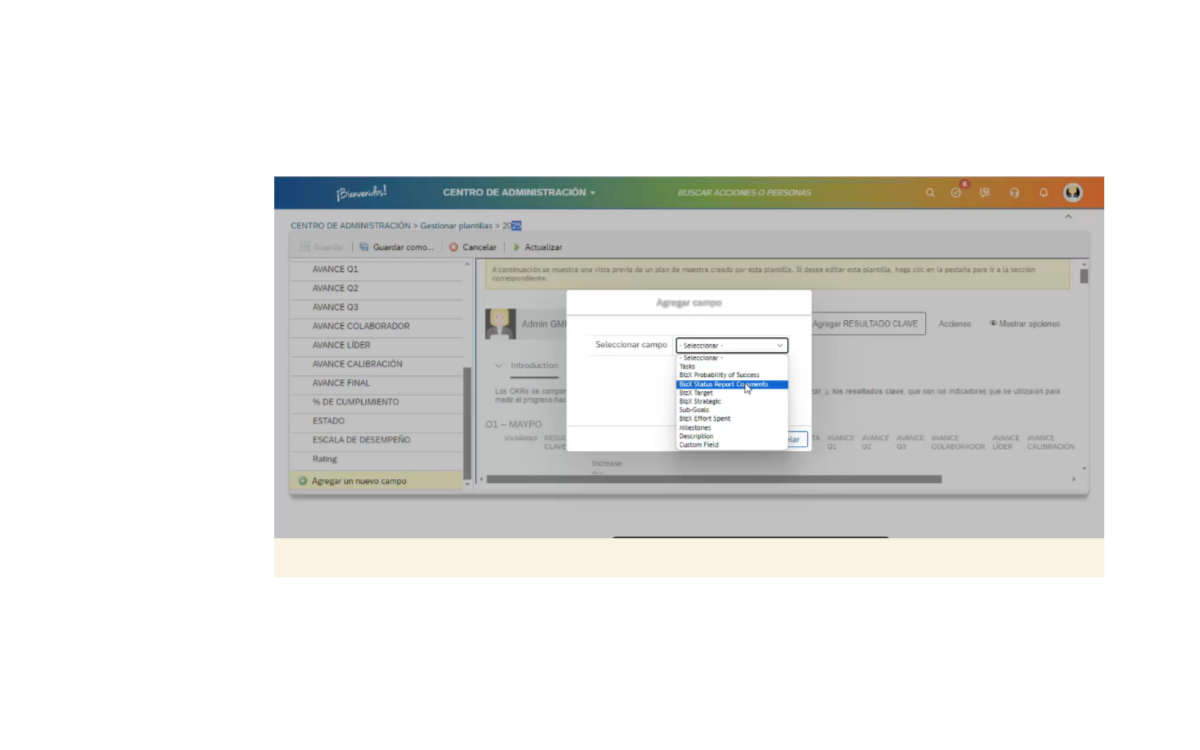 ¡Bienvenidos!
CENTRO DE ADMINISTRACIÓN
BUSCAR ACCIONES O PERSONAS
8
CENTRO DE ADMINISTRACIÓN > Gestionar plantillas > 2025
Guardar
Guardar como...
Cancelar
Actualizar
AVANCE Q1
AVANCE Q2
AVANCE Q3
AVANCE COLABORADOR
AVANCE LÍDER
AVANCE CALIBRACIÓN
AVANCE FINAL
% DE CUMPLIMIENTO
ESTADO
ESCALA DE DESEMPEÑO
Rating
Agregar un nuevo campo
A continuación se muestra una vista previa de un plan de muestra creado por esta plantilla. Si desea editar esta plantilla, haga clic en la pestaña para ir a la sección
correspondiente.
Admin GM
Agregar RESULTADO CLAVE
Acciones
Mostrar opciones
Introduction
Los OKRs se compon
zar, y, los resultados clave, que son los indicadores que se utilizarán para
medir el progreso hac
O1 – MAYPO
Visibilidad
RESUL
CLAVE
TA
AVANCE
Q1
AVANCE
Q2
AVANCE
Q3
AVANCE
COLABORADOR
AVANCE
LÍDER
AVANCE
CALIBRACIÓN
Increase
Agregar campo
Seleccionar campo
- Seleccionar -
- Seleccionar -
Tasks
BizX Probability of Success
BizX Status Report Comments
BizX Target
BizX Strategic
Sub-Goals
BizX Effort Spent
Milestones
Description
Custom Field
elar